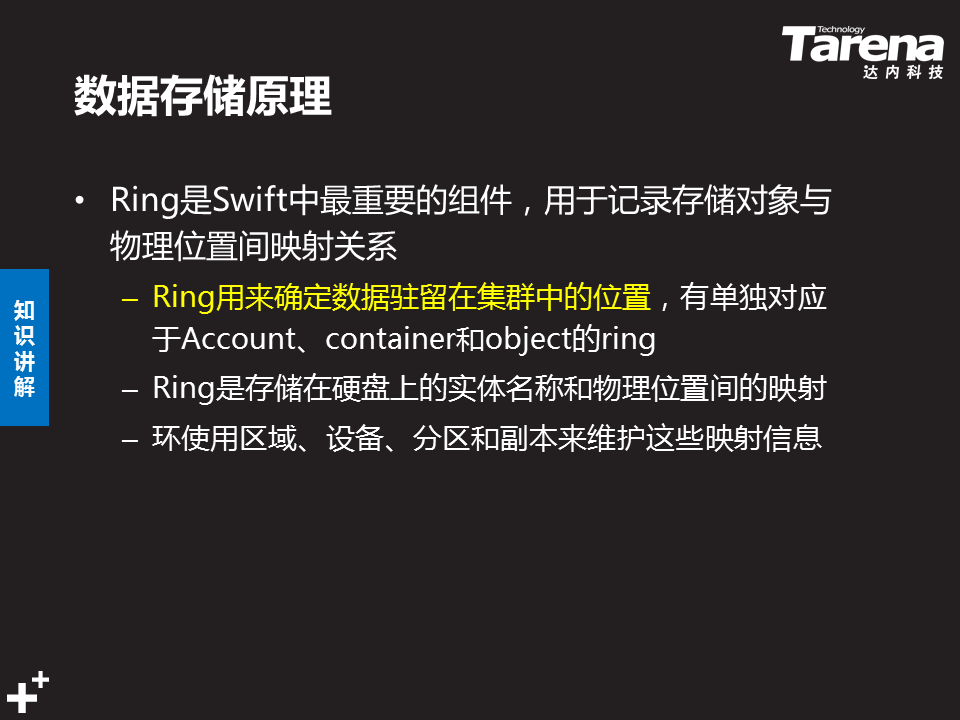 Technology
Tarena
达内科技
数据存储原理
• Ring是Swift中最重要的组件，用于记录存储对象与
物理位置间映射关系
– Ring用来确定数据驻留在集群中的位置，有单独对应
于Account、container和object的ring
– Ring是存储在硬盘上的实体名称和物理位置间的映射
– 环使用区域、设备、分区和副本来维护这些映射信息
知
识
讲
解